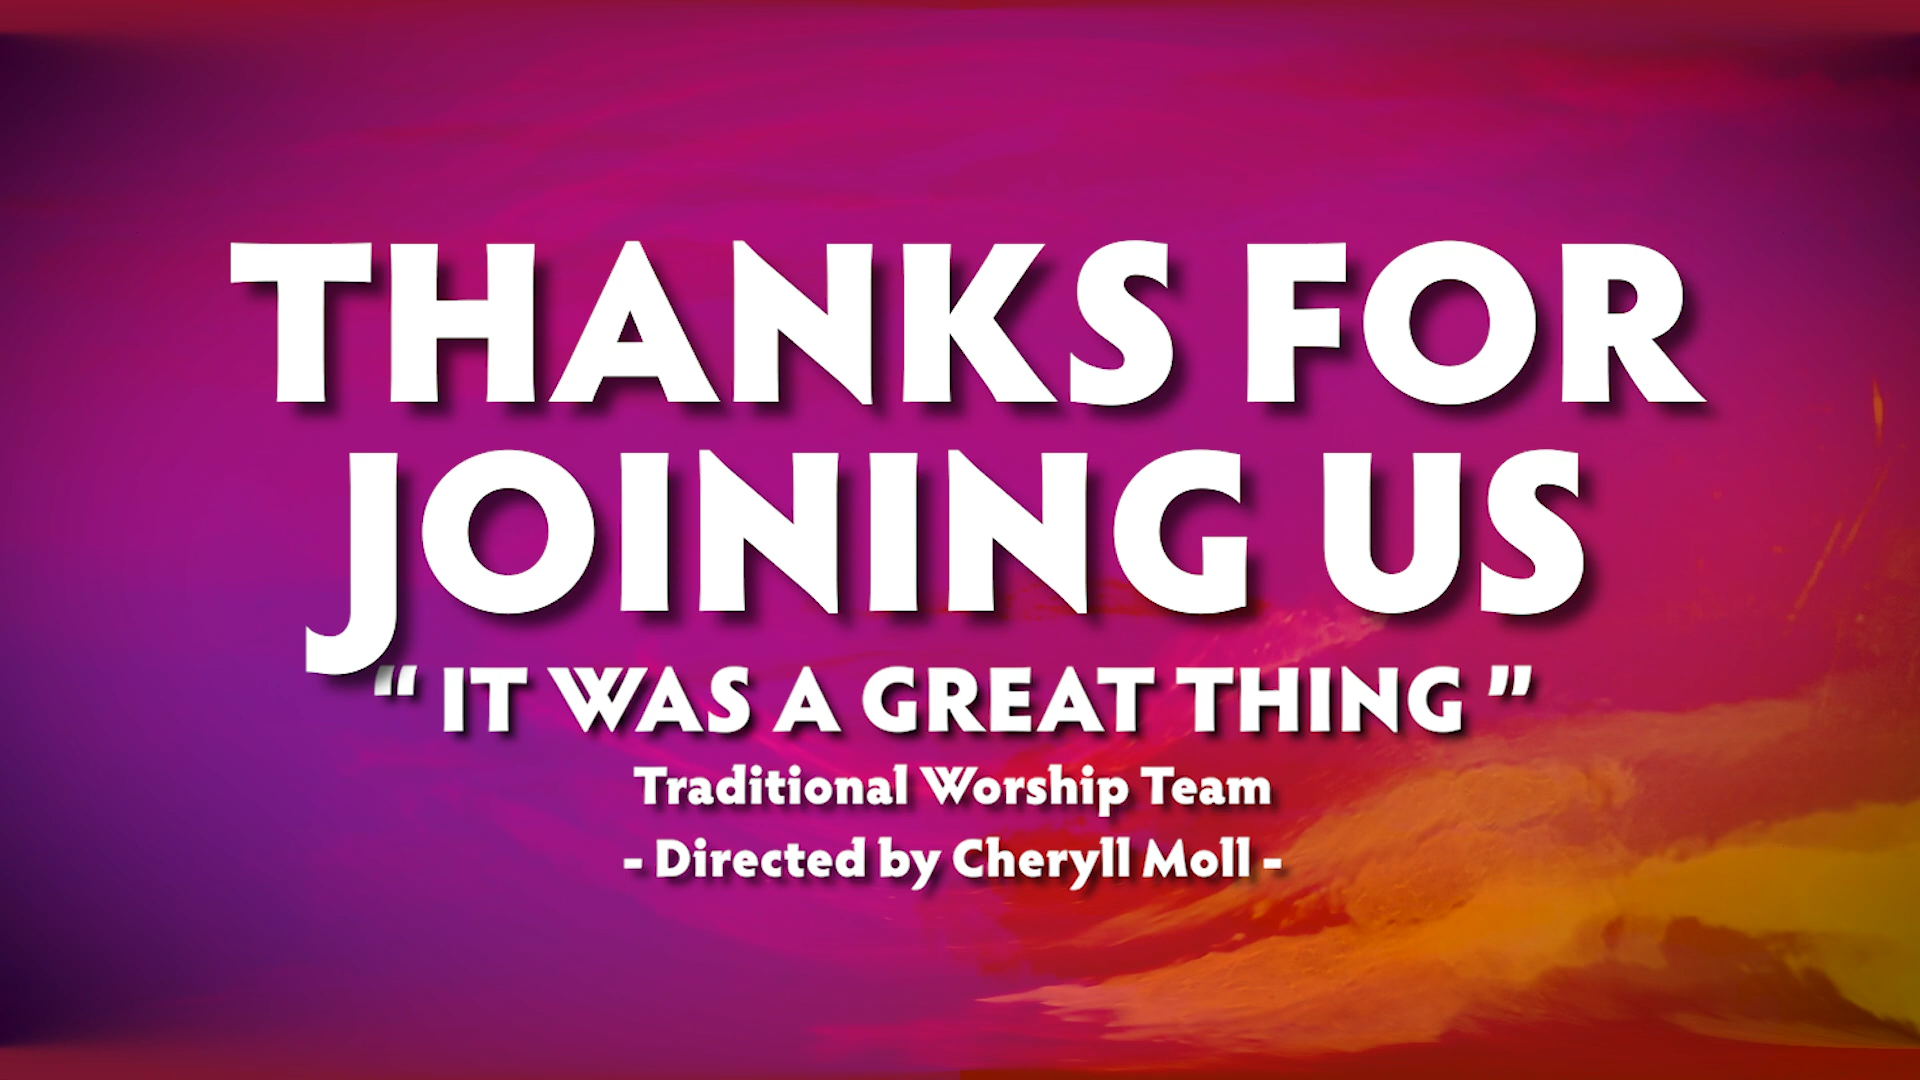 THANKS FOR
JOINING US
“ IT WAS A GREAT THING ”
Traditional Worship Team
- Directed by Cheryll Moll -